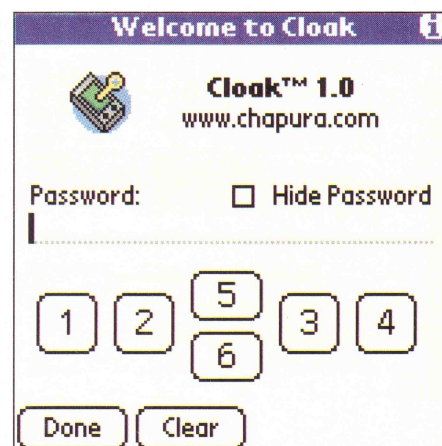 Welcome to Cloak
Cloak™ 1.0
www.chapura.com
Password: Hide Password
5
1 2 3 4
6
Done Clear